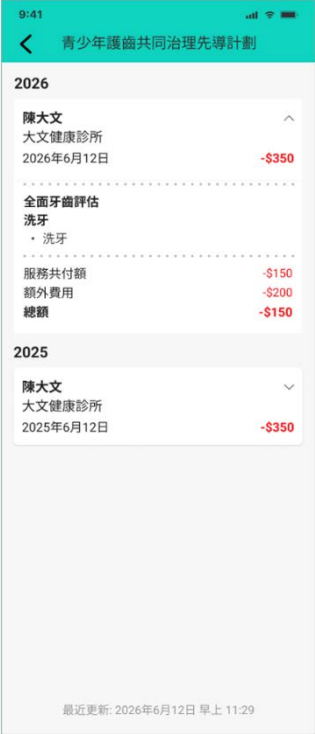 9:41
青少年護齒共同治理先導計劃
2026
陳大文
大文健康診所
2026年6月12日 -$350
全面牙齒評估
洗牙
・ 洗牙
服務共付額 -$150
額外費用 -$200
總額 -$150
2025
陳大文
大文健康診所
2025年6月12日 -$350
最近更新: 2026年6月12日 早上 11:29